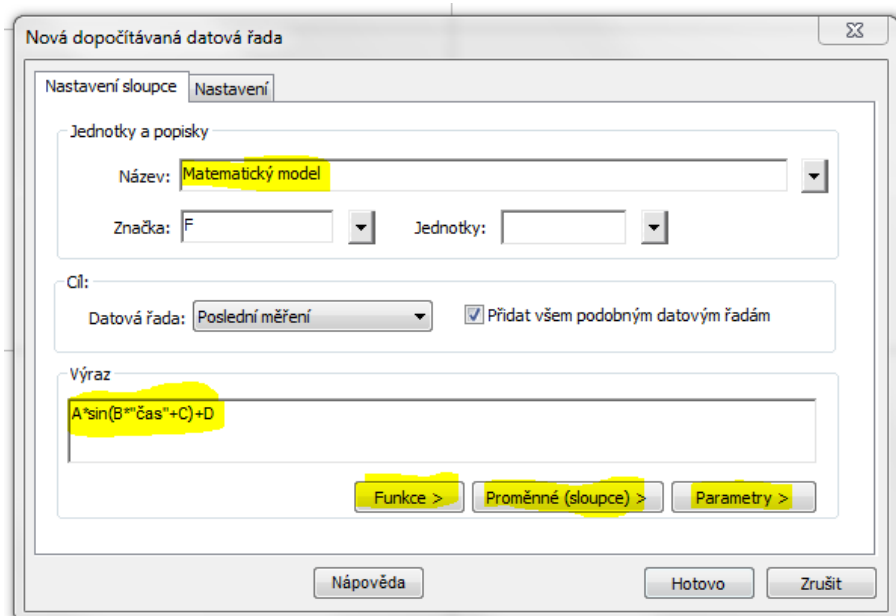 Nová dopočítávaná datová řada
Nastavení sloupce Nastavení
Jednotky a popisky
Název: Matematický model
Značka: F Jednotky:
Cíl:
Datová řada: Poslední měření Přidat všem podobným datovým řadám
Výraz
A*sin(B*"čas"+C)+D
Funkce > Proměnné (sloupce) > Parametry >
Nápověda Hotovo Zrušit